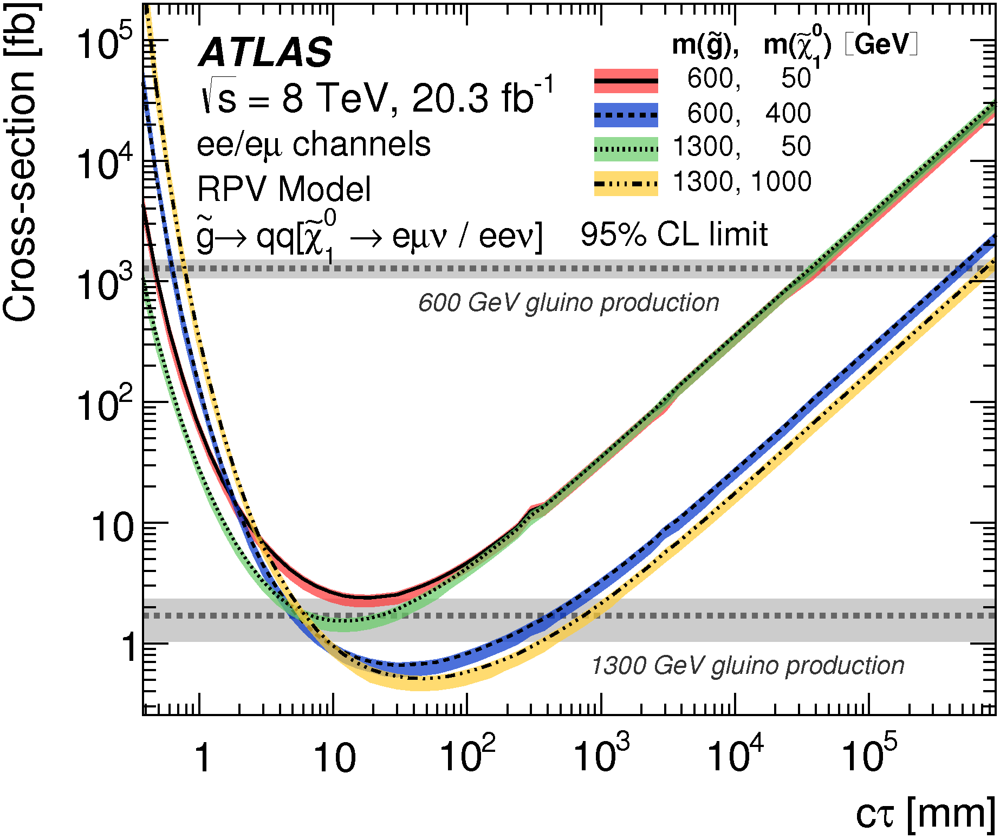 Cross-section [fb]
10⁵
10⁴
10³
10²
10
1
ATLAS
√s = 8 TeV, 20.3 fb⁻¹
ee/eμ channels
RPV Model
g̃→ qq[χ̃₁⁰ → eμν / eeν]
95% CL limit
m(g̃), m(χ̃₁⁰) [GeV]
600, 50
600, 400
1300, 50
1300, 1000
600 GeV gluino production
1300 GeV gluino production
1 10 10² 10³ 10⁴ 10⁵
cτ [mm]